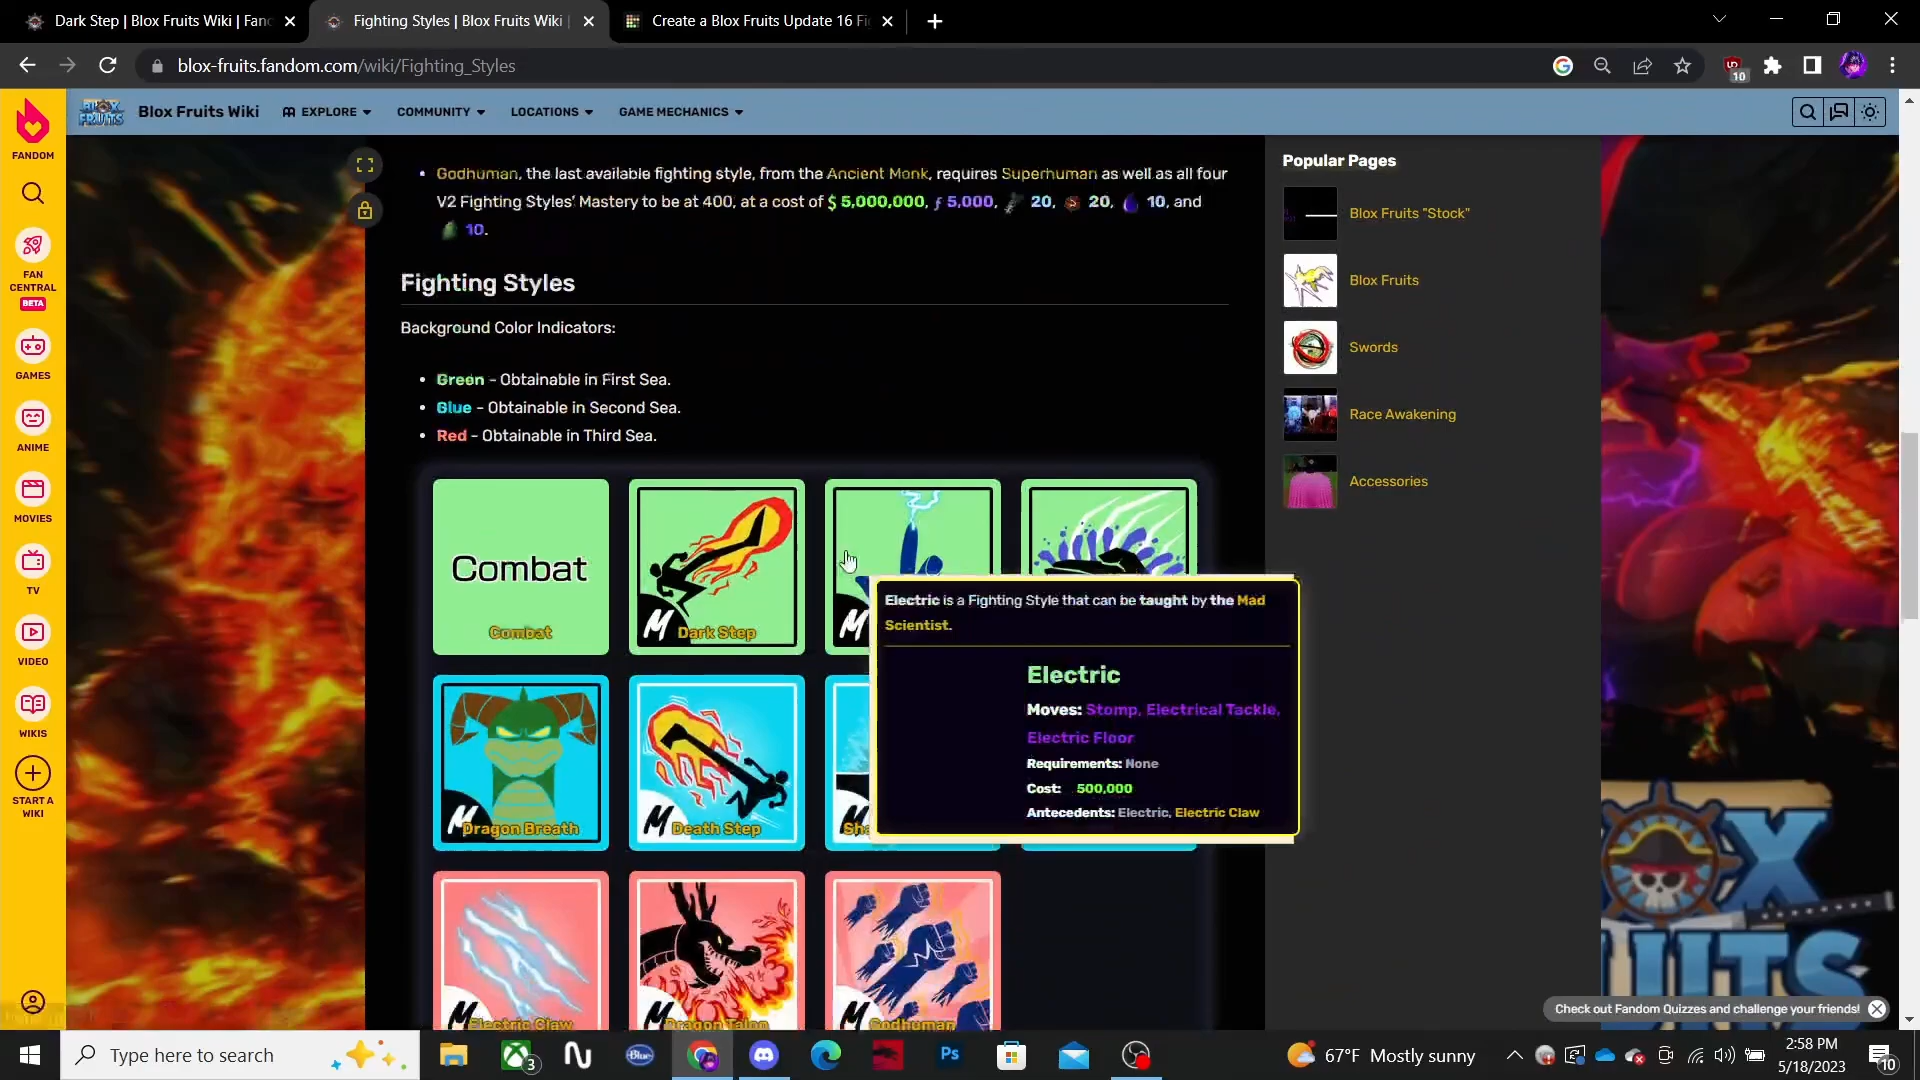 Dark Step | Blox Fruits Wiki | Fan
Fighting Styles | Blox Fruits Wiki |
Create a Blox Fruits Update 16 Fi
blox-fruits.fandom.com/wiki/Fighting_Styles
10
FANDOM
FAN CENTRAL
BETA
GAMES
ANIME
MOVIES
TV
VIDEO
WIKIS
START A WIKI
BLOX FRUITS
Blox Fruits Wiki
EXPLORE
COMMUNITY
LOCATIONS
GAME MECHANICS
Godhuman, the last available fighting style, from the Ancient Monk, requires Superhuman as well as all four
V2 Fighting Styles' Mastery to be at 400, at a cost of $ 5,000,000, ƒ 5,000, 20, 20, 10, and
10.
Fighting Styles
Background Color Indicators:
Green - Obtainable in First Sea.
Blue - Obtainable in Second Sea.
Red - Obtainable in Third Sea.
Combat
Combat
M
Dark Step
M
Electric is a Fighting Style that can be taught by the Mad
Scientist.
Electric
Moves: Stomp, Electrical Tackle,
Electric Floor
Requirements: None
Cost: 500,000
Antecedents: Electric, Electric Claw
M
Dragon Breath
M
Death Step
M
Sha
M
Electric Claw
M
Dragon Talon
M
Godhuman
Popular Pages
Blox Fruits "Stock"
Blox Fruits
Swords
Race Awakening
Accessories
Check out Fandom Quizzes and challenge your friends!
Type here to search
3
Blue
Ps
67°F Mostly sunny
2:58 PM
5/18/2023
10